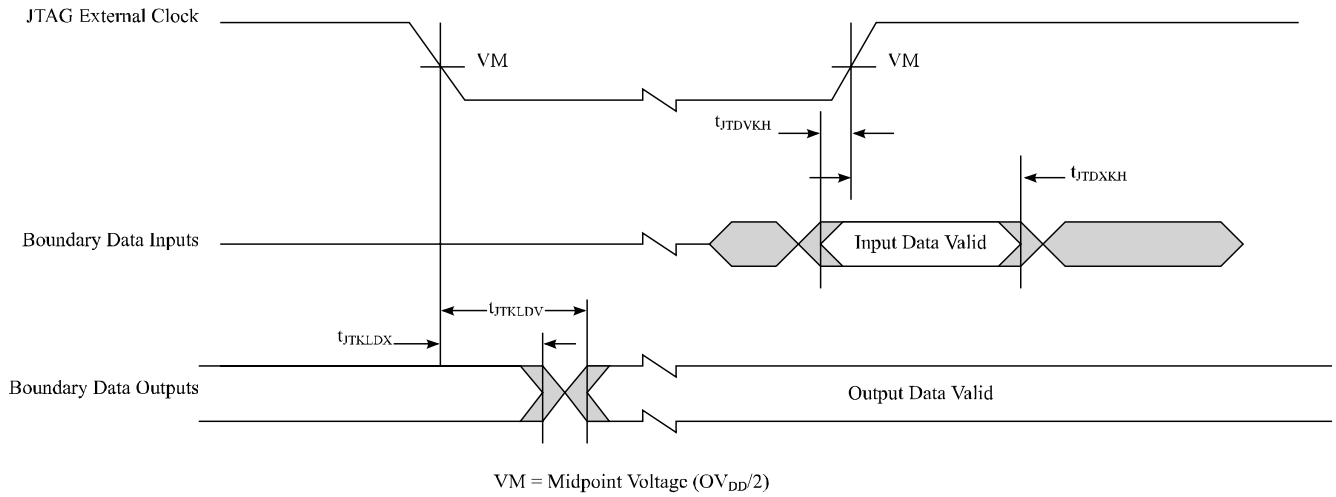 JTAG External Clock
VM
VM
tJTDVKH
tJTDXKH
Boundary Data Inputs
Input Data Valid
tJTKLDV
tJTKLDX
Boundary Data Outputs
Output Data Valid
VM = Midpoint Voltage (OVDD/2)